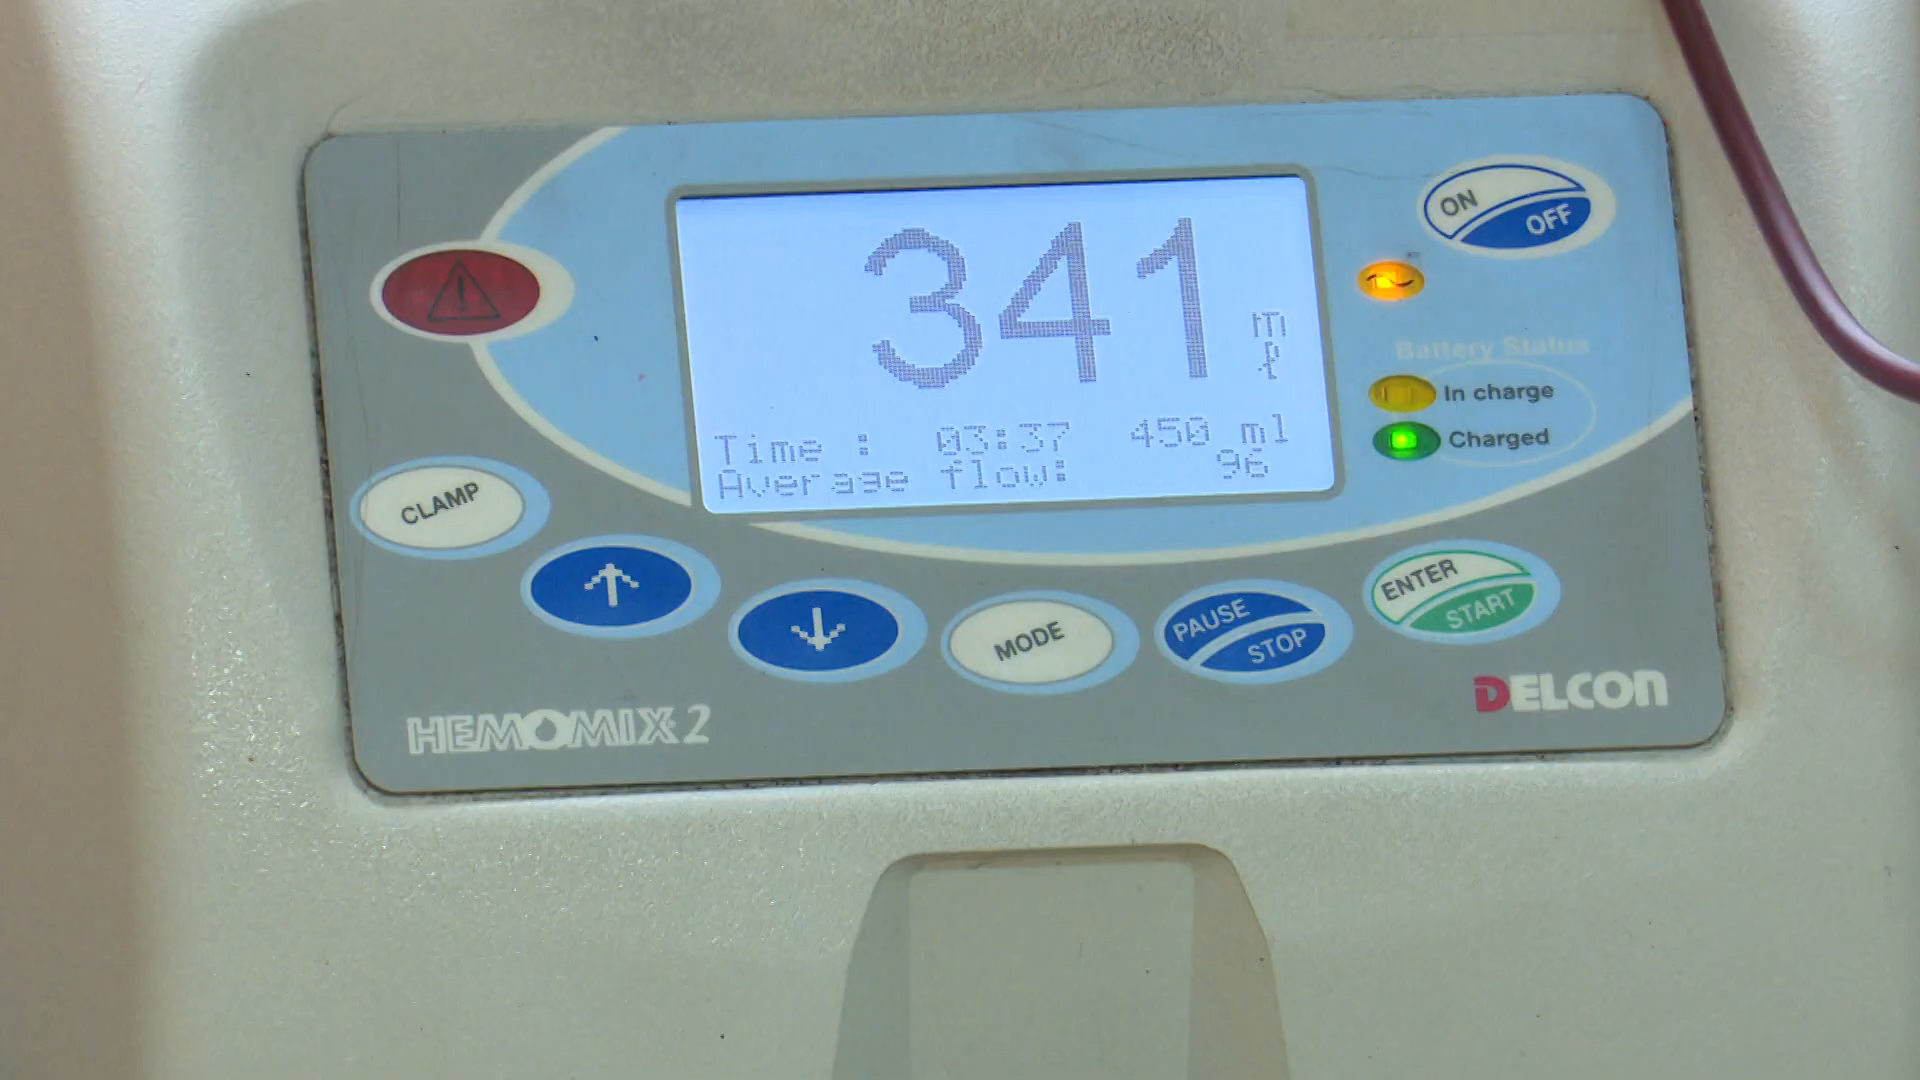 341
ml
Time : 03:37 450 ml
Average flow: 96
ON
OFF
Battery Status
In charge
Charged
CLAMP
MODE
PAUSE
STOP
ENTER
START
HEMOMIX 2
DELCON